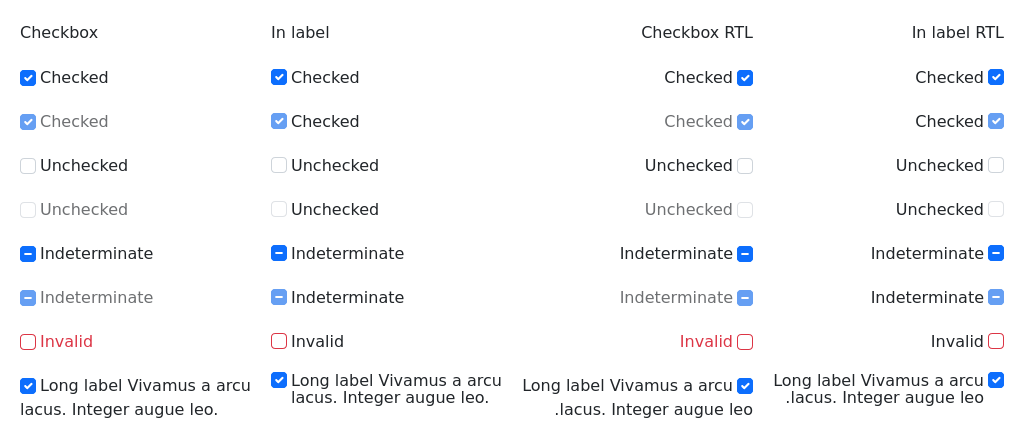 Checkbox In label Checkbox RTL In label RTL
Checked Checked Checked Checked
Checked Checked Checked Checked
Unchecked Unchecked Unchecked Unchecked
Unchecked Unchecked Unchecked Unchecked
Indeterminate Indeterminate Indeterminate Indeterminate
Indeterminate Indeterminate Indeterminate Indeterminate
Invalid Invalid Invalid Invalid
Long label Vivamus a arcu Long label Vivamus a arcu Long label Vivamus a arcu Long label Vivamus a arcu
lacus. Integer augue leo. lacus. Integer augue leo. .lacus. Integer augue leo .lacus. Integer augue leo